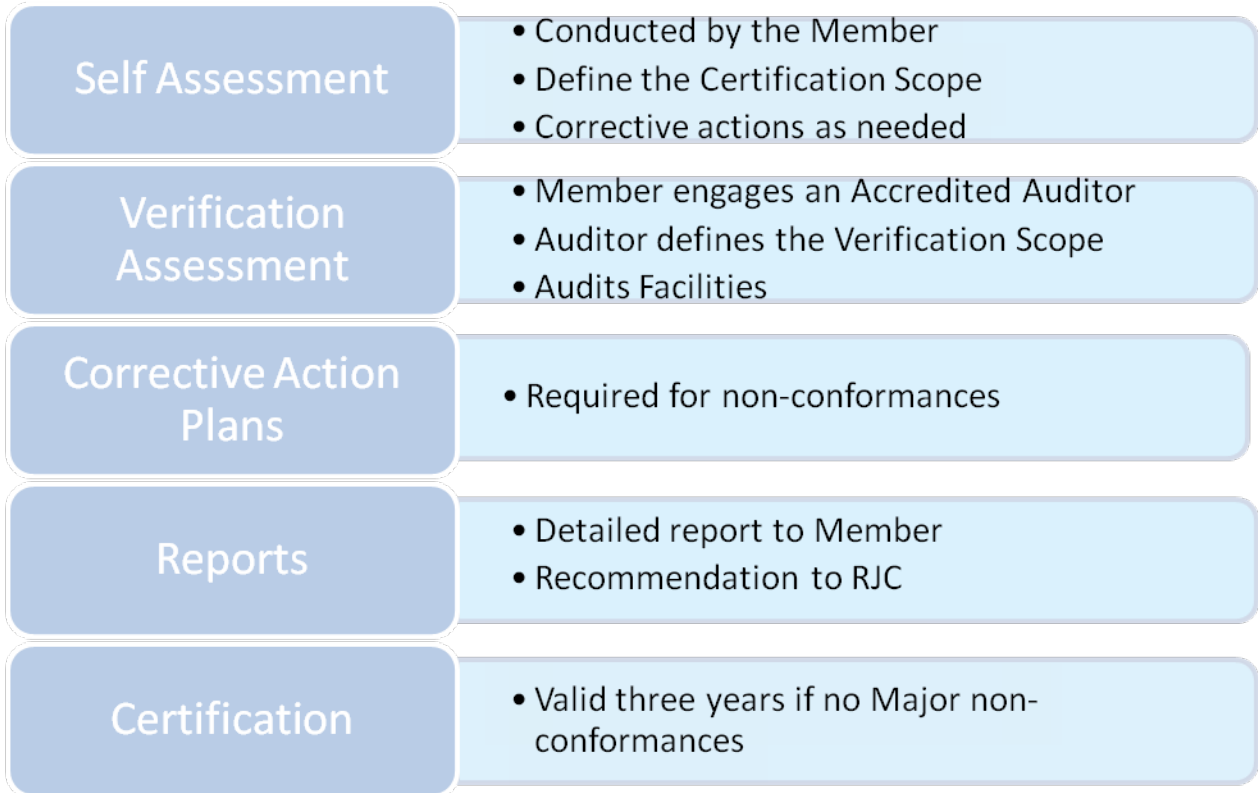 Self Assessment
• Conducted by the Member
• Define the Certification Scope
• Corrective actions as needed
Verification
Assessment
• Member engages an Accredited Auditor
• Auditor defines the Verification Scope
• Audits Facilities
Corrective Action
Plans
• Required for non-conformances
Reports
• Detailed report to Member
• Recommendation to RJC
Certification
• Valid three years if no Major non-
conformances